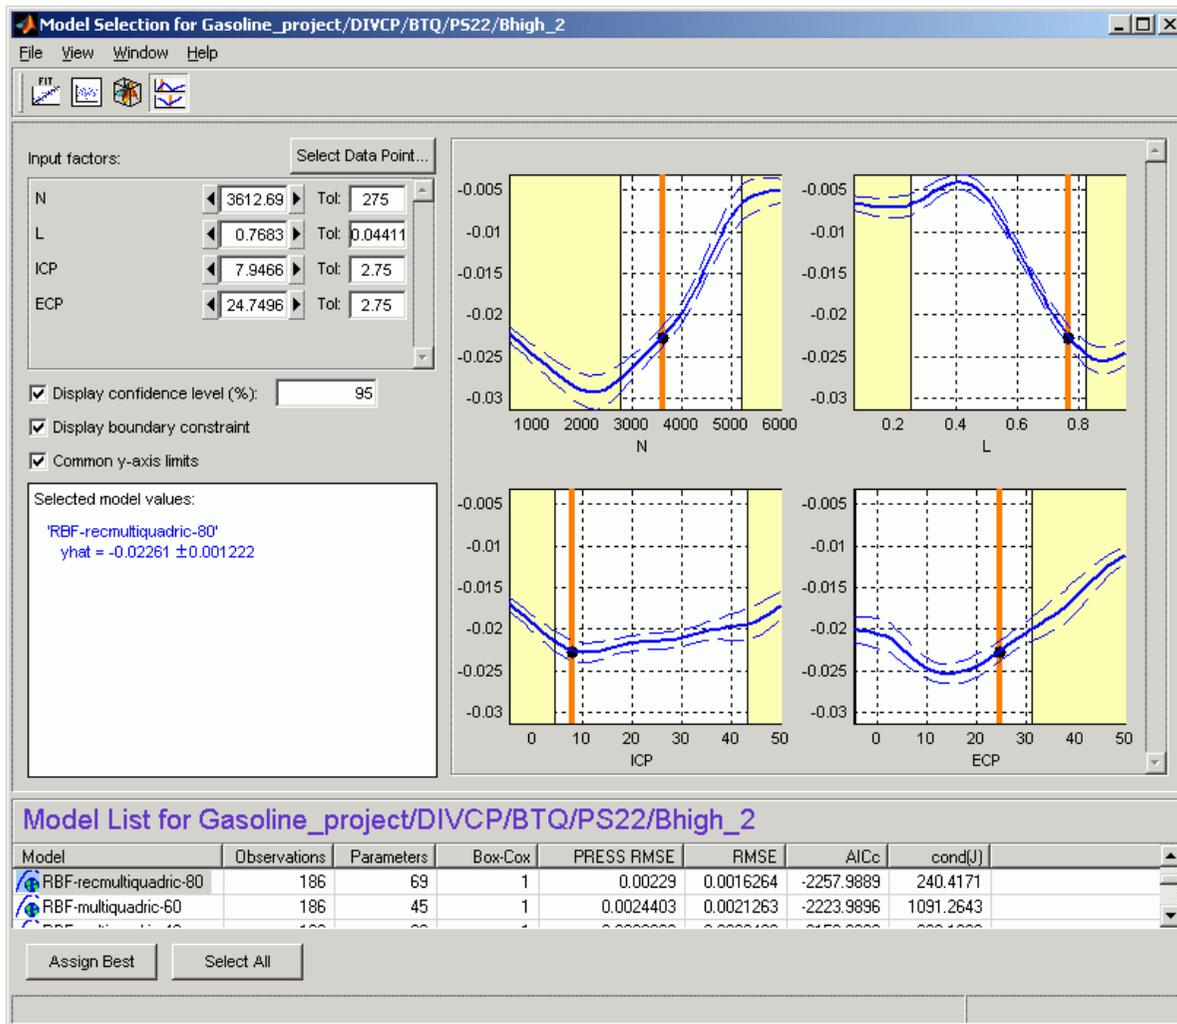 Model Selection for Gasoline_project/DIVCP/BTQ/PS22/Bhigh_2
File View Window Help
FIT
Input factors:
Select Data Point...
N 3612.69 Tol: 275
L 0.7683 Tol: 0.04411
ICP 7.9466 Tol: 2.75
ECP 24.7496 Tol: 2.75
Display confidence level (%): 95
Display boundary constraint
Common y-axis limits
Selected model values:
'RBF-recmultiquadric-80'
yhat = -0.02261 ±0.001222
-0.005
-0.01
-0.015
-0.02
-0.025
-0.03
1000 2000 3000 4000 5000 6000
N
-0.005
-0.01
-0.015
-0.02
-0.025
-0.03
0.2 0.4 0.6 0.8
L
-0.005
-0.01
-0.015
-0.02
-0.025
-0.03
0 10 20 30 40 50
ICP
-0.005
-0.01
-0.015
-0.02
-0.025
-0.03
0 10 20 30 40 50
ECP
Model List for Gasoline_project/DIVCP/BTQ/PS22/Bhigh_2
Model Observations Parameters Box-Cox PRESS RMSE RMSE AICc cond(J)
RBF-recmultiquadric-80 186 69 1 0.00229 0.0016264 -2257.9889 240.4171
RBF-multiquadric-60 186 45 1 0.0024403 0.0021263 -2223.9896 1091.2643
Assign Best Select All